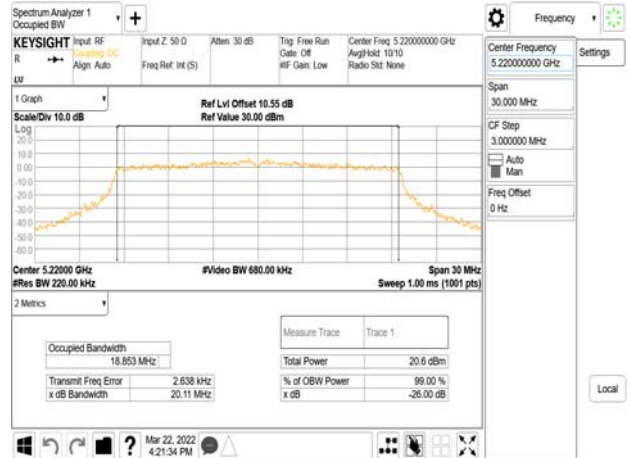 Spectrum Analyzer 1
Occupied BW
Frequency
KEYSIGHT
Input: RF
Coupling: DC
Align: Auto
Input Z: 50 Ω
Freq Ref: Int (S)
Atten: 30 dB
Trig: Free Run
Gate: Off
#IF Gain: Low
Center Freq: 5.220000000 GHz
Avg|Hold: 10/10
Radio Std: None
R
Center Frequency
5.220000000 GHz
Settings
Span
30.000 MHz
CF Step
3.000000 MHz
Auto
Man
Freq Offset
0 Hz
Local
1 Graph
Scale/Div 10.0 dB
Ref Lvl Offset 10.55 dB
Ref Value 30.00 dBm
Log
20.0
10.0
0.00
-10.0
-20.0
-30.0
-40.0
-50.0
-60.0
Center 5.22000 GHz
#Video BW 680.00 kHz
Span 30 MHz
#Res BW 220.00 kHz
Sweep 1.00 ms (1001 pts)
2 Metrics
Measure Trace
Trace 1
Occupied Bandwidth
18.853 MHz
Total Power
20.6 dBm
Transmit Freq Error
2.638 kHz
% of OBW Power
99.00 %
x dB Bandwidth
20.11 MHz
x dB
-26.00 dB
?
Mar 22, 2022
4:21:34 PM